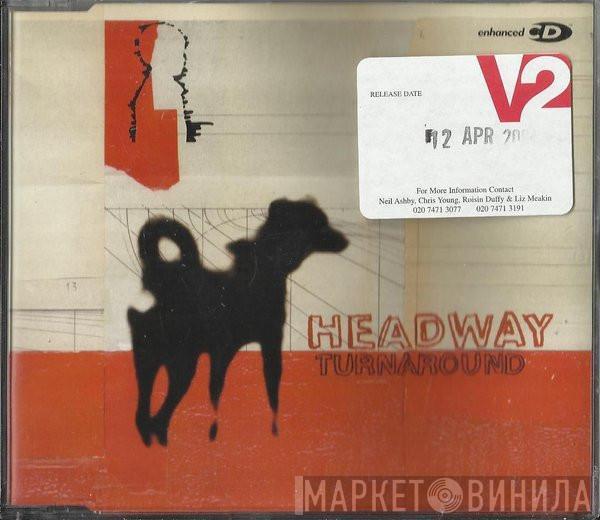 enhanced CD
V2
RELEASE DATE
12 APR
For More Information Contact
Neil Ashby, Chris Young, Roisin Duffy & Liz Meakin
020 7471 3077 020 7471 3191
13
HEADWAY
TURNAROUND
МАРКЕТ ВИНИЛА